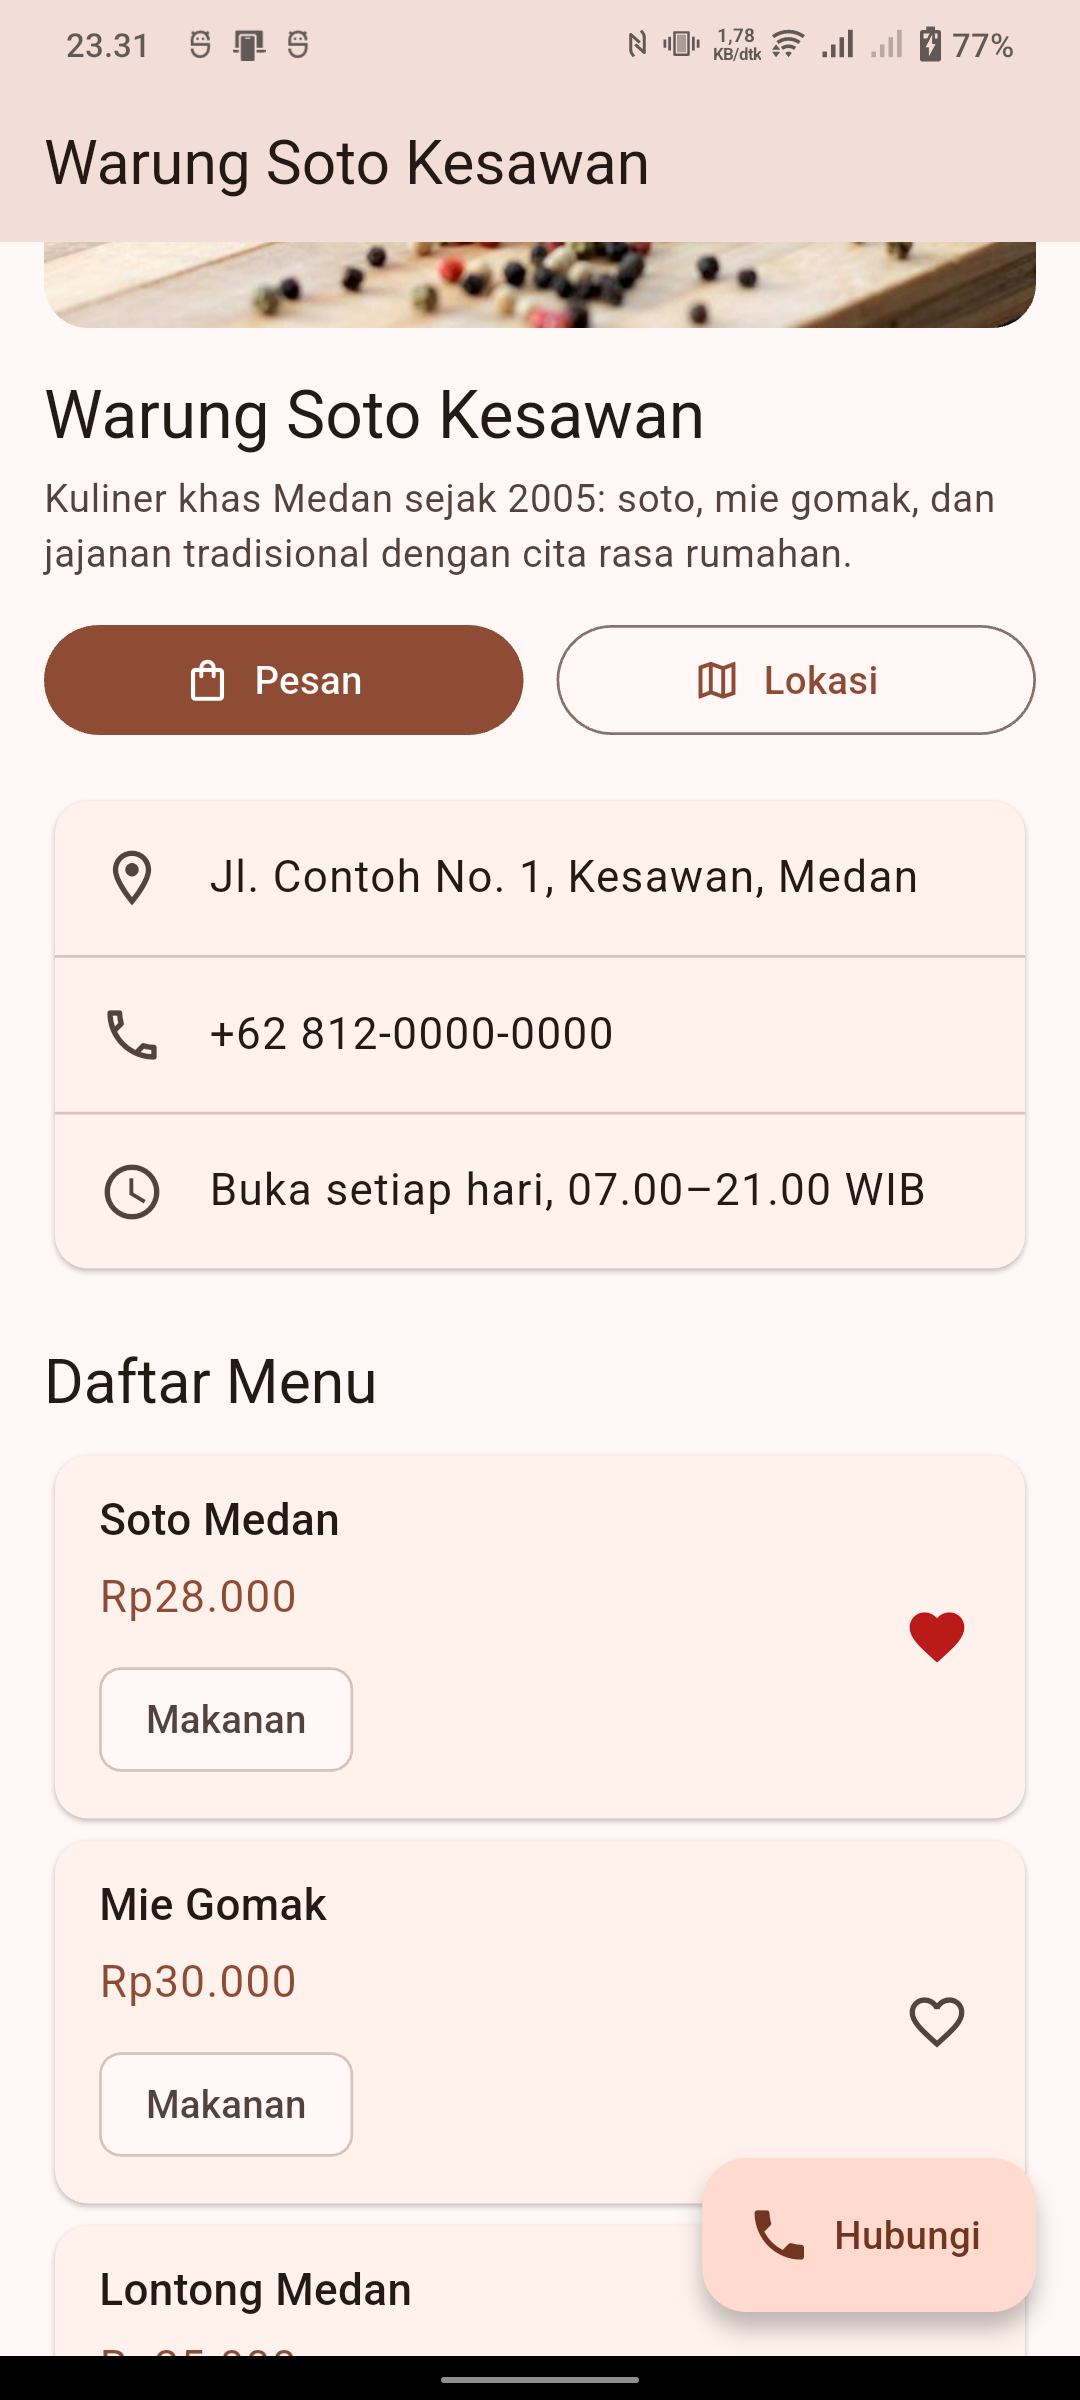 23.31
1,78
KB/dtk
77%
Warung Soto Kesawan
Warung Soto Kesawan
Kuliner khas Medan sejak 2005: soto, mie gomak, dan
jajanan tradisional dengan cita rasa rumahan.
Pesan
Lokasi
Jl. Contoh No. 1, Kesawan, Medan
+62 812-0000-0000
Buka setiap hari, 07.00–21.00 WIB
Daftar Menu
Soto Medan
Rp28.000
Makanan
Mie Gomak
Rp30.000
Makanan
Hubungi
Lontong Medan